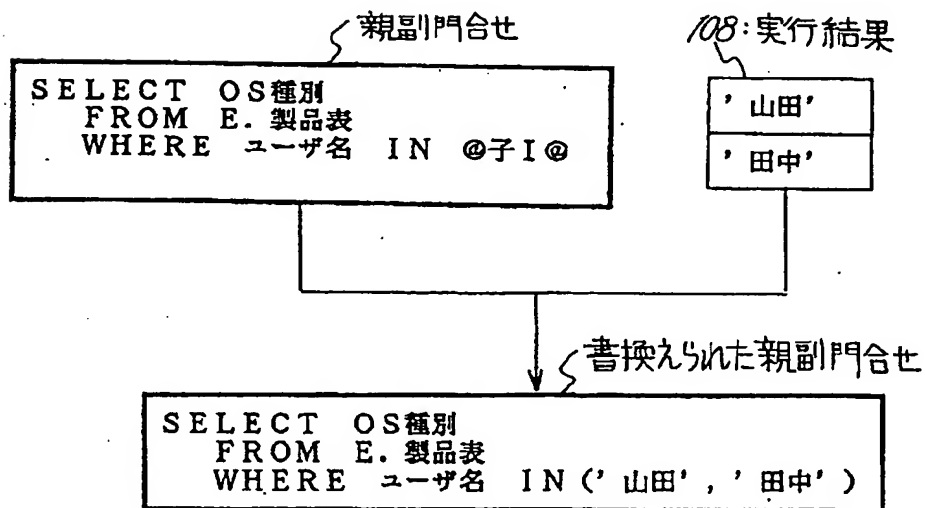 親副問合せ
SELECT OS種別
FROM E.製品表
WHERE ユーザ名 IN @子I@
108:実行結果
'山田'
'田中'
書換えられた親副問合せ
SELECT OS種別
FROM E.製品表
WHERE ユーザ名 IN('山田','田中')